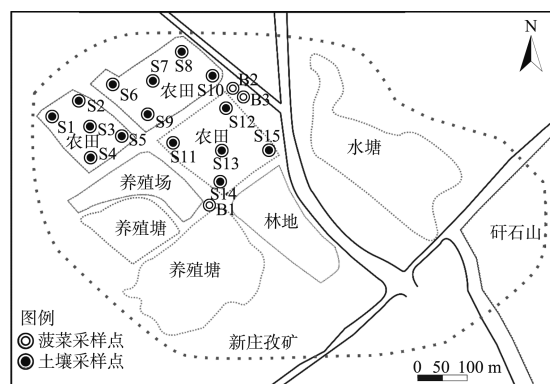 N
S7
S8
S6
农田
S10
B2
B3
S2
S1
S3
农田
S5
S4
S9
S12
农田
S11
S13
S15
S14
B1
水塘
养殖场
林地
养殖塘
养殖塘
矸石山
新庄孜矿
图例
菠菜采样点
土壤采样点
0 50 100 m